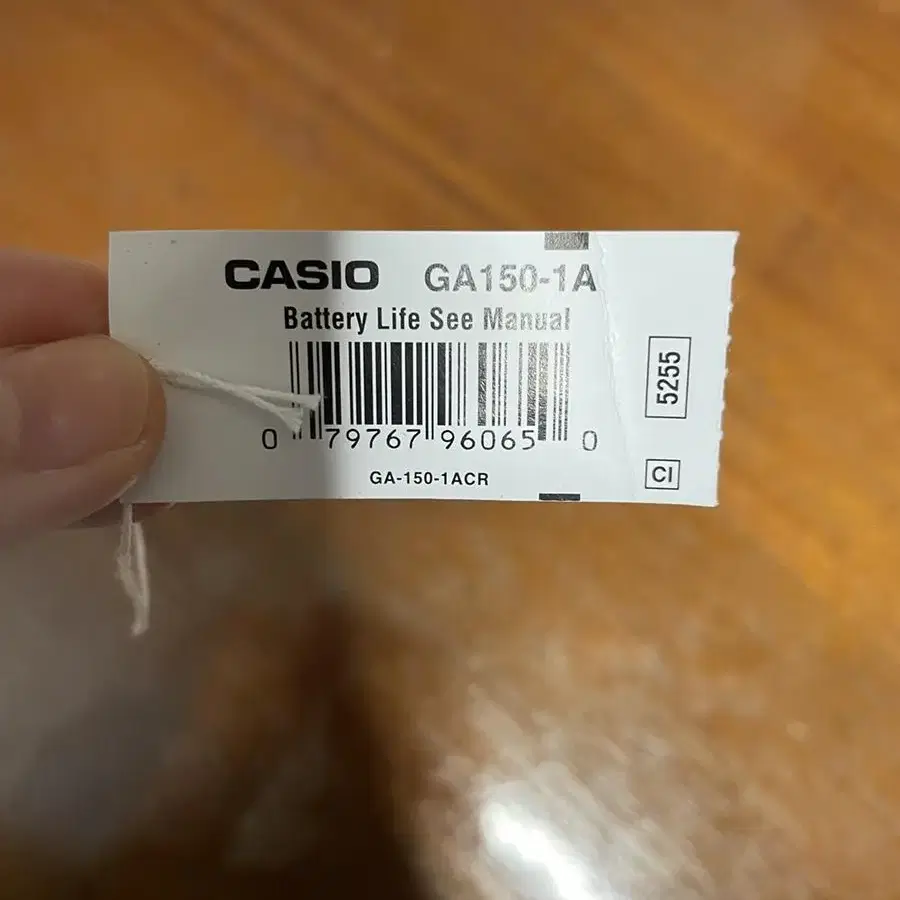 CASIO GA150-1A
Battery Life See Manual
0 79767 96065 0
GA-150-1ACR
5255
CI